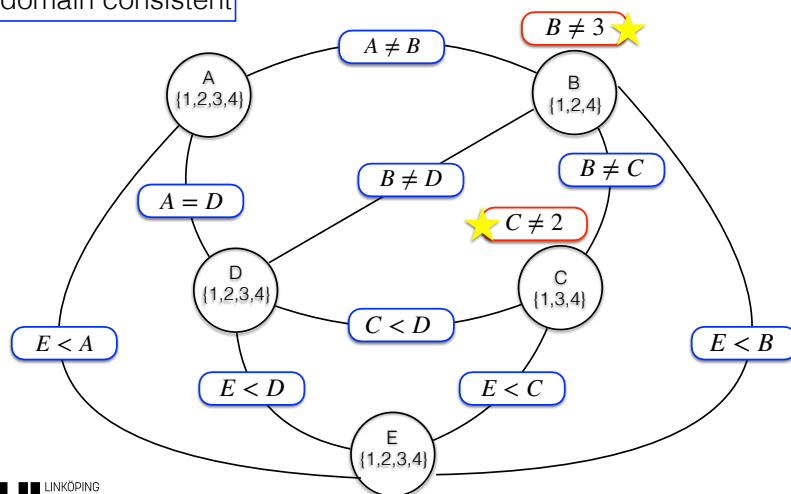 domain consistent
B ≠ 3
A ≠ B
A
{1,2,3,4}
B
{1,2,4}
B ≠ D
B ≠ C
A = D
C ≠ 2
D
{1,2,3,4}
C
{1,3,4}
C < D
E < A
E < B
E < D
E < C
E
{1,2,3,4}
LINKÖPING